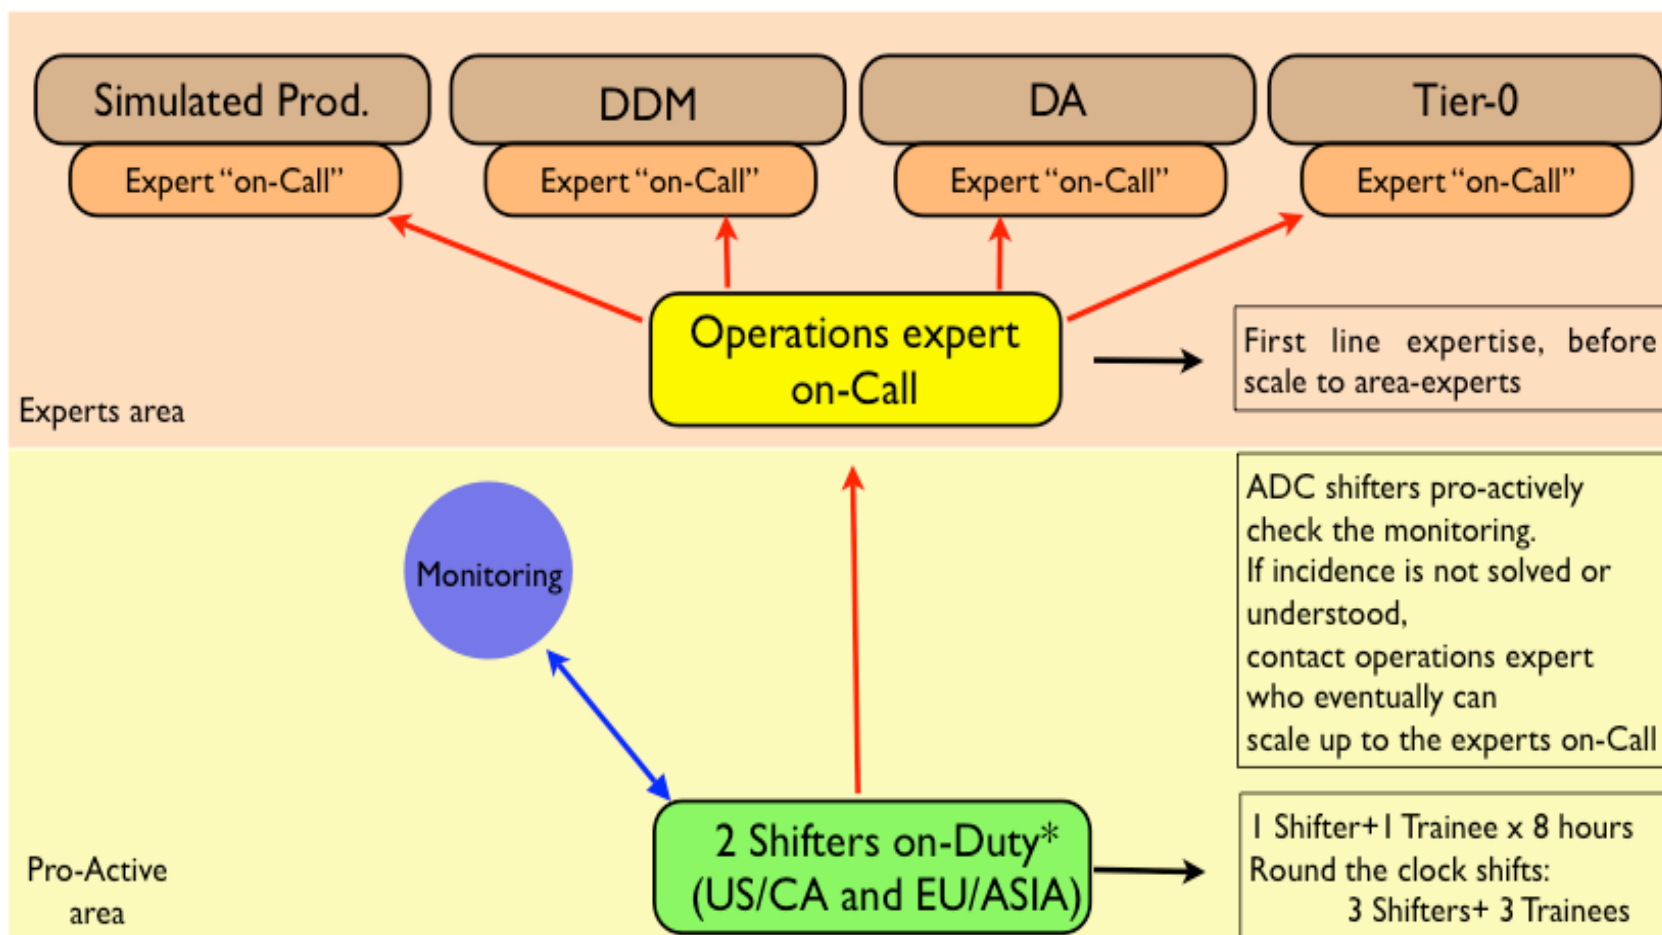 Simulated Prod.
DDM
DA
Tier-0
Expert “on-Call”
Expert “on-Call”
Expert “on-Call”
Expert “on-Call”
Operations expert
on-Call
First line expertise, before
scale to area-experts
Experts area
ADC shifters pro-actively
check the monitoring.
If incidence is not solved or
understood,
contact operations expert
who eventually can
scale up to the experts on-Call
Monitoring
2 Shifters on-Duty*
(US/CA and EU/ASIA)
1 Shifter+1 Trainee x 8 hours
Round the clock shifts:
3 Shifters+ 3 Trainees
Pro-Active
area